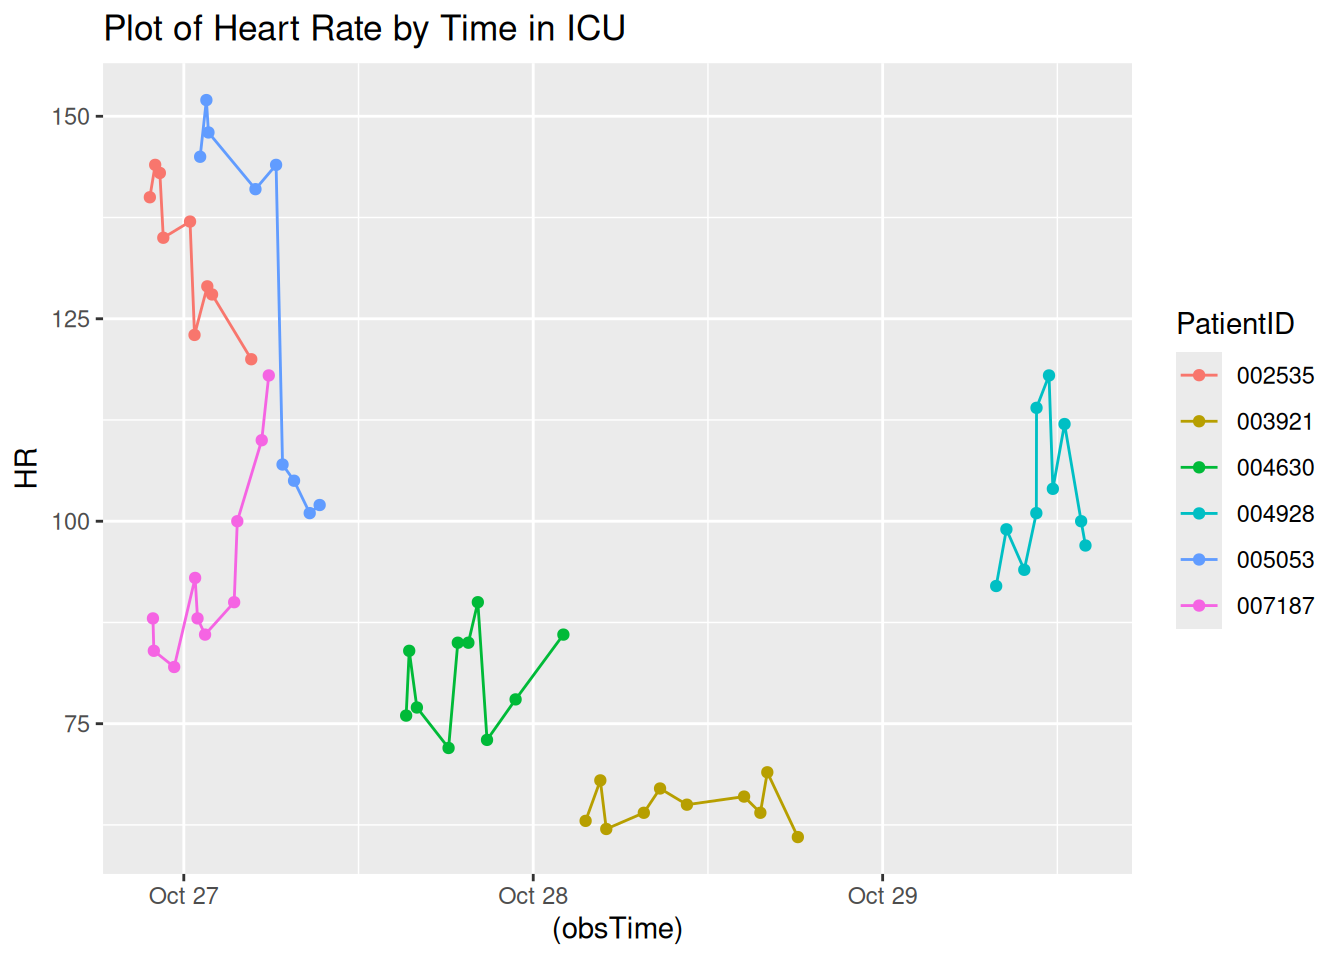 Plot of Heart Rate by Time in ICU
150
125
100
75
HR
Oct 27
Oct 28
Oct 29
(obsTime)
PatientID
002535
003921
004630
004928
005053
007187